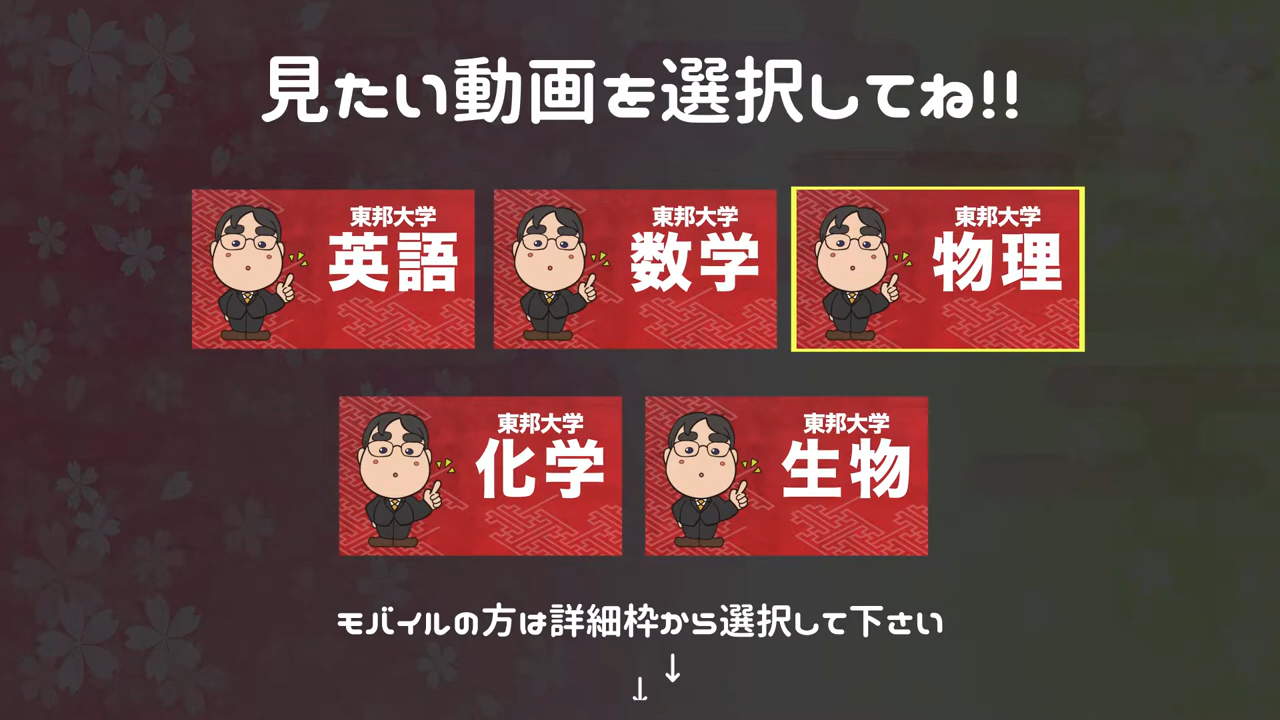 見たい動画を選択してね!!
東邦大学
英語
東邦大学
数学
東邦大学
物理
東邦大学
化学
東邦大学
生物
モバイルの方は詳細枠から選択して下さい
↓
↓